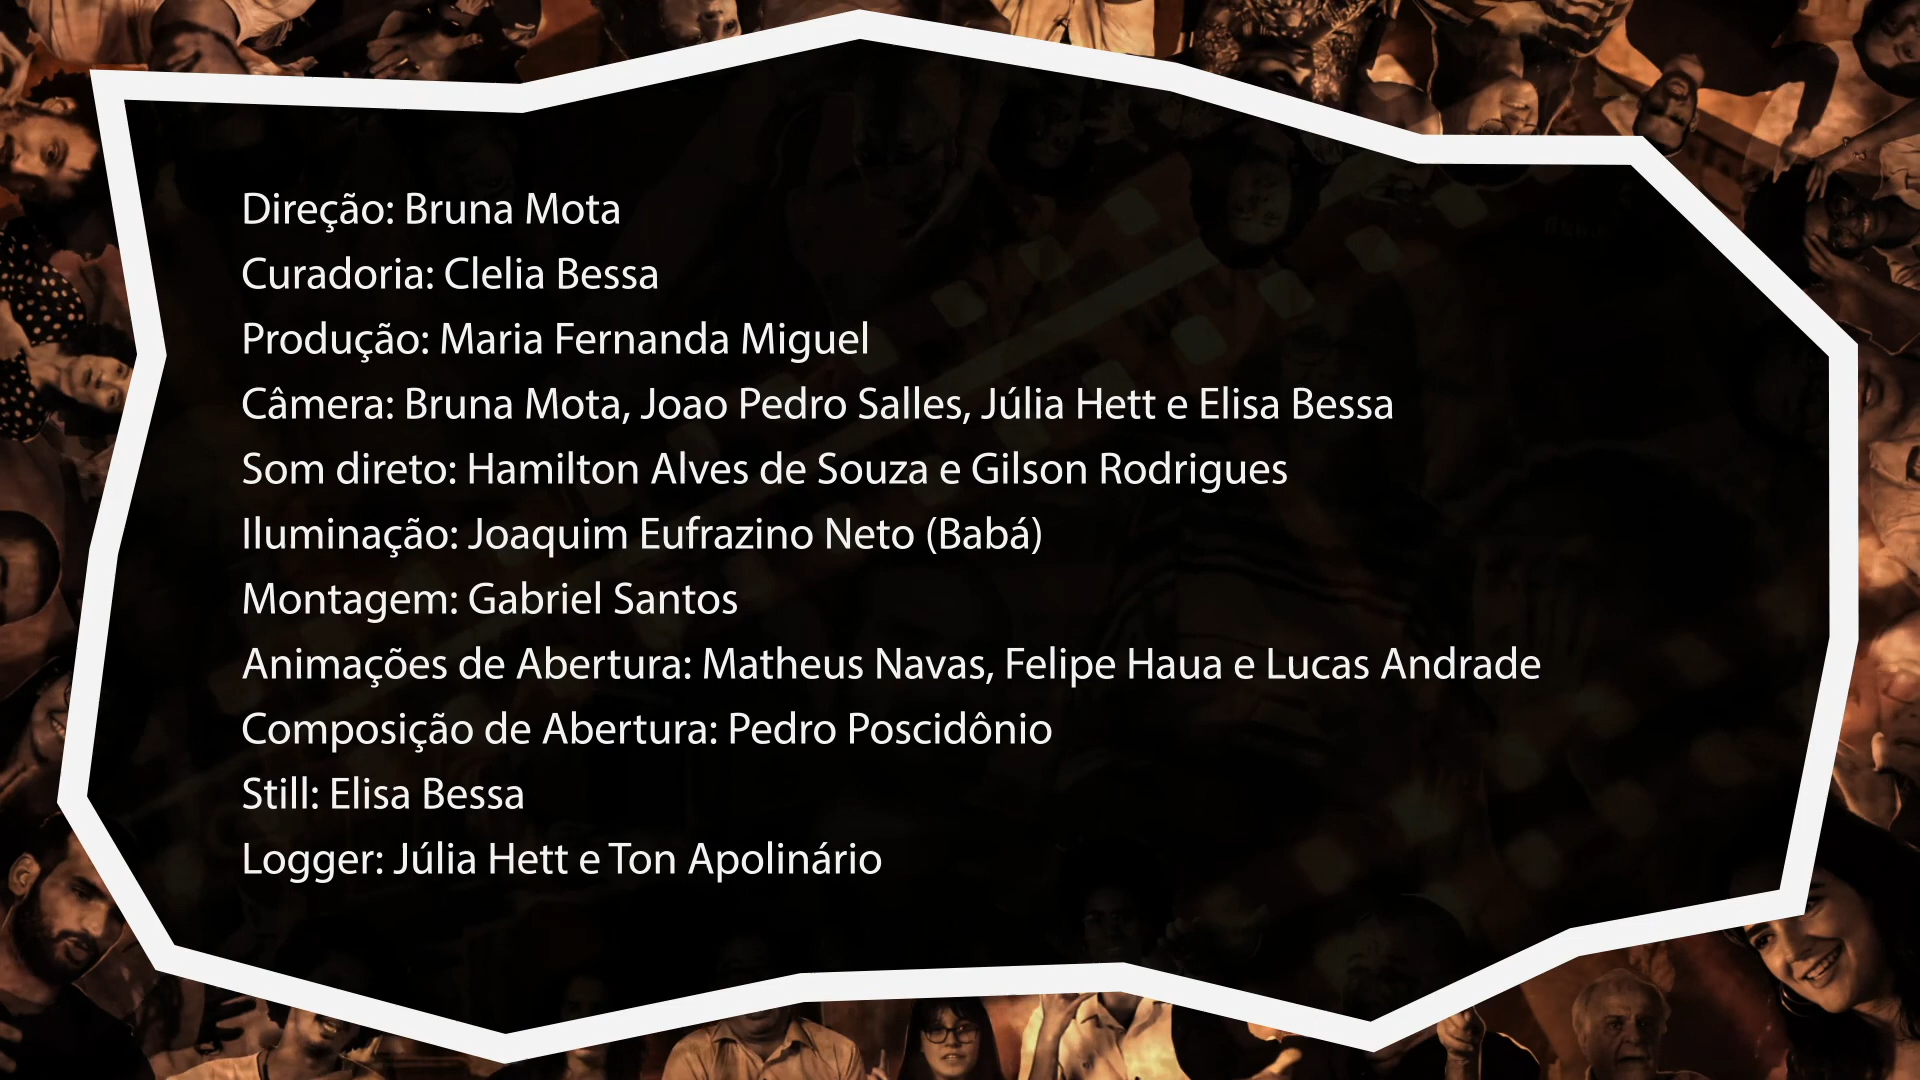 Direção: Bruna Mota
Curadoria: Clelia Bessa
Produção: Maria Fernanda Miguel
Câmera: Bruna Mota, Joao Pedro Salles, Júlia Hett e Elisa Bessa
Som direto: Hamilton Alves de Souza e Gilson Rodrigues
Iluminação: Joaquim Eufrazino Neto (Babá)
Montagem: Gabriel Santos
Animações de Abertura: Matheus Navas, Felipe Haua e Lucas Andrade
Composição de Abertura: Pedro Poscidônio
Still: Elisa Bessa
Logger: Júlia Hett e Ton Apolinário